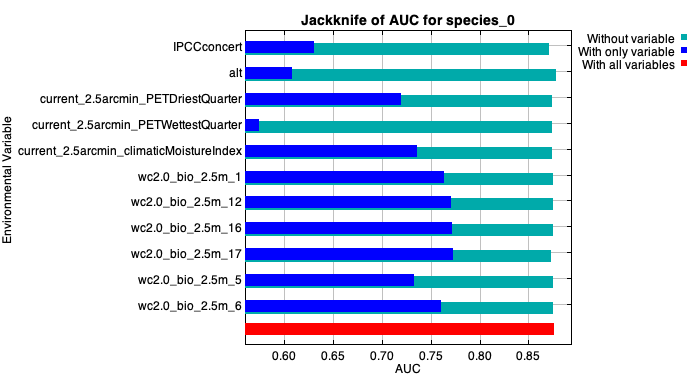 Jackknife of AUC for species_0
Without variable
With only variable
With all variables
Environmental Variable
IPCCconcert
alt
current_2.5arcmin_PETDriestQuarter
current_2.5arcmin_PETWettestQuarter
current_2.5arcmin_climaticMoistureIndex
wc2.0_bio_2.5m_1
wc2.0_bio_2.5m_12
wc2.0_bio_2.5m_16
wc2.0_bio_2.5m_17
wc2.0_bio_2.5m_5
wc2.0_bio_2.5m_6
0.60 0.65 0.70 0.75 0.80 0.85
AUC